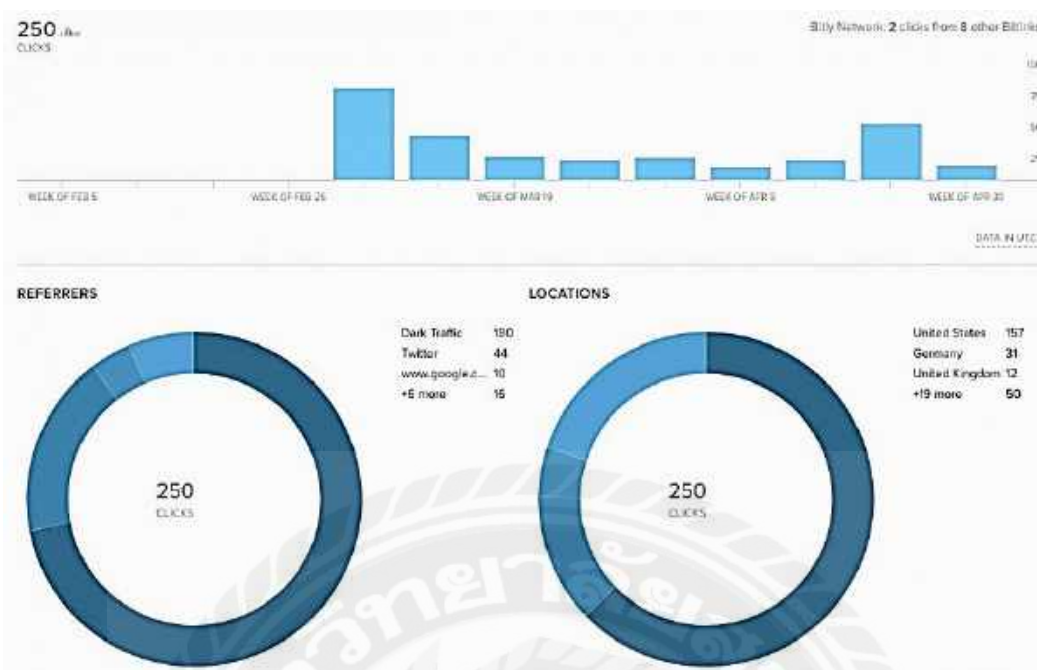 250
CLICKS
Bitly Network: 2 clicks from 8 other Bitlinks
WEEK OF FEB 5
WEEK OF FEB 26
WEEK OF MAR 19
WEEK OF APR 9
WEEK OF APR 30
DATA IN UTC
REFERRERS
Dark Traffic
Twitter 44
www.google.c... 10
+6 more
250
CLICKS
LOCATIONS
United States 157
Germany 31
United Kingdom 12
+19 more 50
250
CLICKS